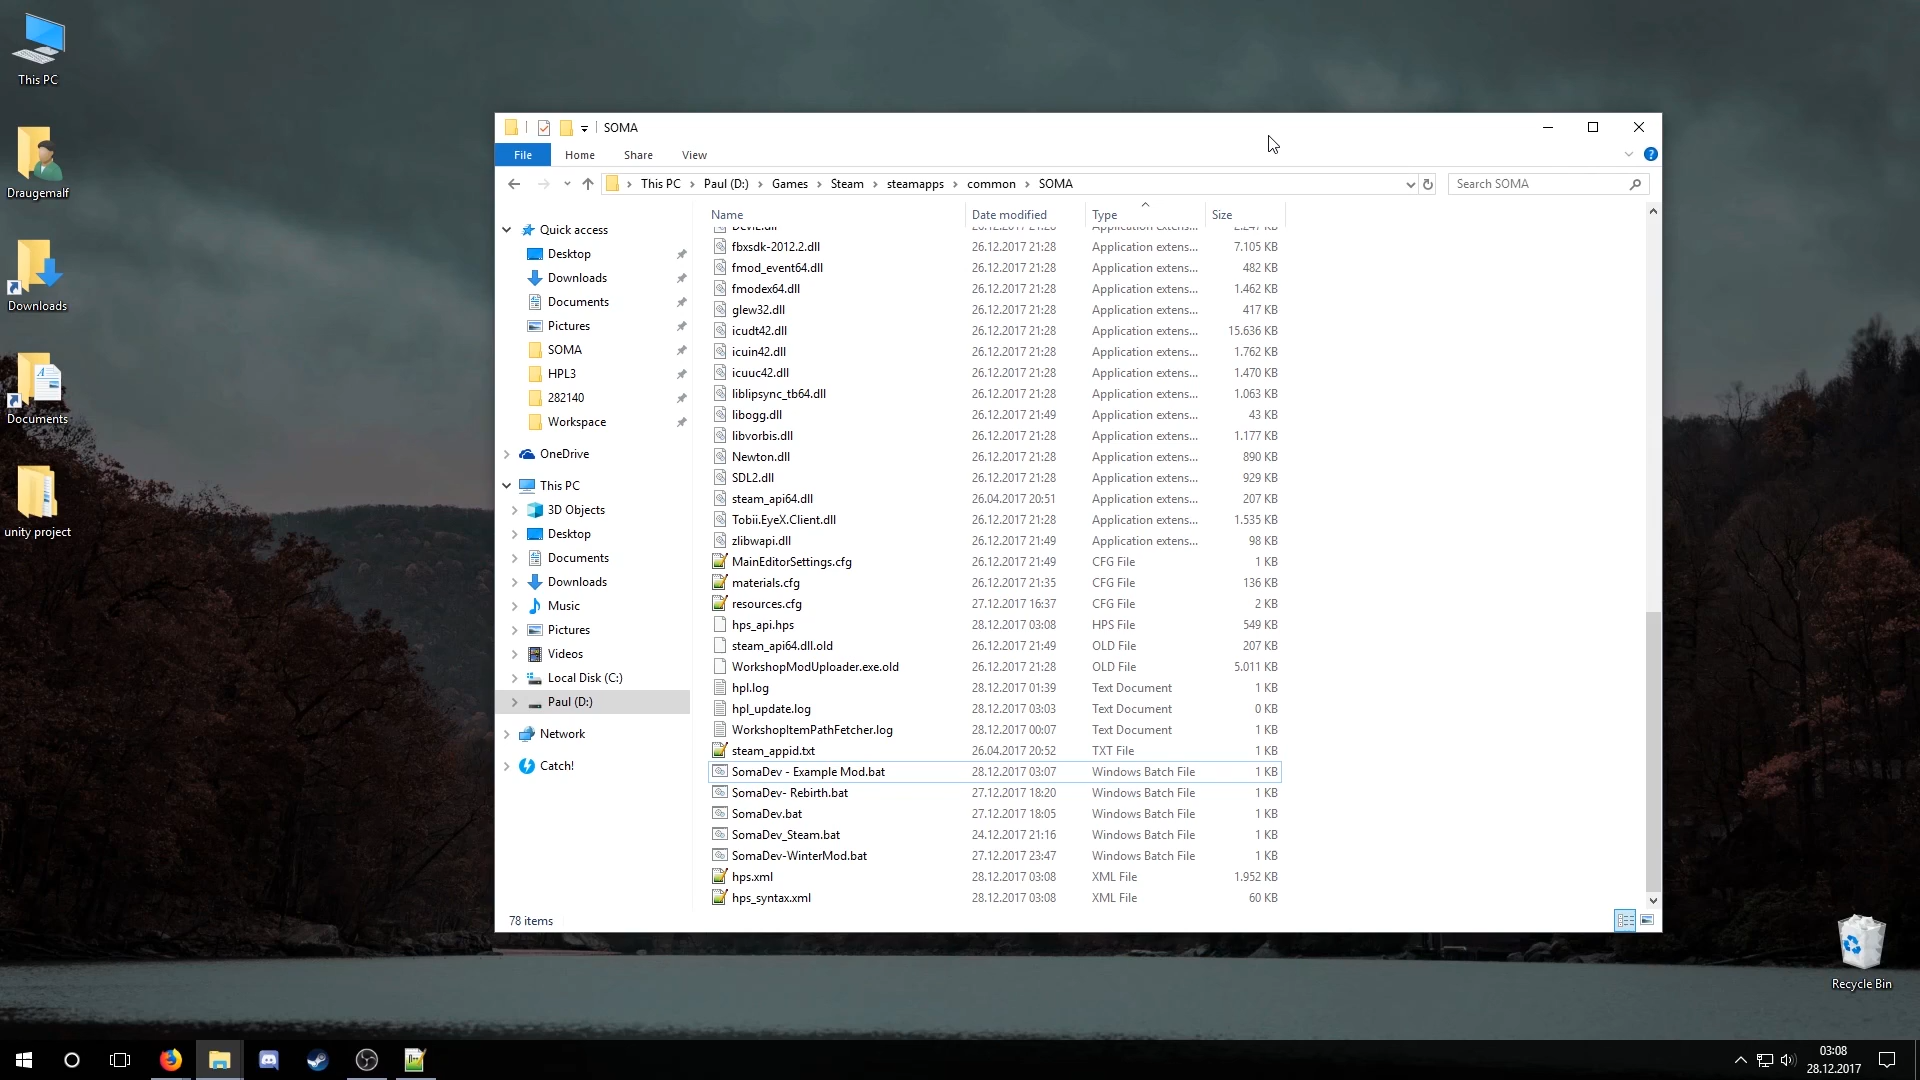 This PC
Draugemalf
Downloads
Documents
unity project
SOMA
File Home Share View
This PC Paul (D:) Games Steam steamapps common SOMA
Search SOMA
Quick access
Desktop
Downloads
Documents
Pictures
SOMA
HPL3
282140
Workspace
OneDrive
This PC
3D Objects
Desktop
Documents
Downloads
Music
Pictures
Videos
Local Disk (C:)
Paul (D:)
Network
Catch!
Name Date modified Type Size
fbxsdk-2012.2.dll 26.12.2017 21:28 Application extens... 7.105 KB
fmod_event64.dll 26.12.2017 21:28 Application extens... 482 KB
fmodex64.dll 26.12.2017 21:28 Application extens... 1.462 KB
glew32.dll 26.12.2017 21:28 Application extens... 417 KB
icudt42.dll 26.12.2017 21:28 Application extens... 15.636 KB
icuin42.dll 26.12.2017 21:28 Application extens... 1.762 KB
icuuc42.dll 26.12.2017 21:28 Application extens... 1.470 KB
liblipsync_tb64.dll 26.12.2017 21:28 Application extens... 1.063 KB
libogg.dll 26.12.2017 21:49 Application extens... 43 KB
libvorbis.dll 26.12.2017 21:28 Application extens... 1.177 KB
Newton.dll 26.12.2017 21:28 Application extens... 890 KB
SDL2.dll 26.12.2017 21:28 Application extens... 929 KB
steam_api64.dll 26.04.2017 20:51 Application extens... 207 KB
Tobii.EyeX.Client.dll 26.12.2017 21:28 Application extens... 1.535 KB
zlibwapi.dll 26.12.2017 21:49 Application extens... 98 KB
MainEditorSettings.cfg 26.12.2017 21:49 CFG File 1 KB
materials.cfg 26.12.2017 21:35 CFG File 136 KB
resources.cfg 27.12.2017 16:37 CFG File 2 KB
hps_api.hps 28.12.2017 03:08 HPS File 549 KB
steam_api64.dll.old 26.12.2017 21:49 OLD File 207 KB
WorkshopModUploader.exe.old 26.12.2017 21:28 OLD File 5.011 KB
hpl.log 28.12.2017 01:39 Text Document 1 KB
hpl_update.log 28.12.2017 03:03 Text Document 0 KB
WorkshopItemPathFetcher.log 28.12.2017 00:07 Text Document 1 KB
steam_appid.txt 26.04.2017 20:52 TXT File 1 KB
SomaDev - Example Mod.bat 28.12.2017 03:07 Windows Batch File 1 KB
SomaDev- Rebirth.bat 27.12.2017 18:20 Windows Batch File 1 KB
SomaDev.bat 27.12.2017 18:05 Windows Batch File 1 KB
SomaDev_Steam.bat 24.12.2017 21:16 Windows Batch File 1 KB
SomaDev-WinterMod.bat 27.12.2017 23:47 Windows Batch File 1 KB
hps.xml 28.12.2017 03:08 XML File 1.952 KB
hps_syntax.xml 28.12.2017 03:08 XML File 60 KB
78 items
Recycle Bin
03:08
28.12.2017